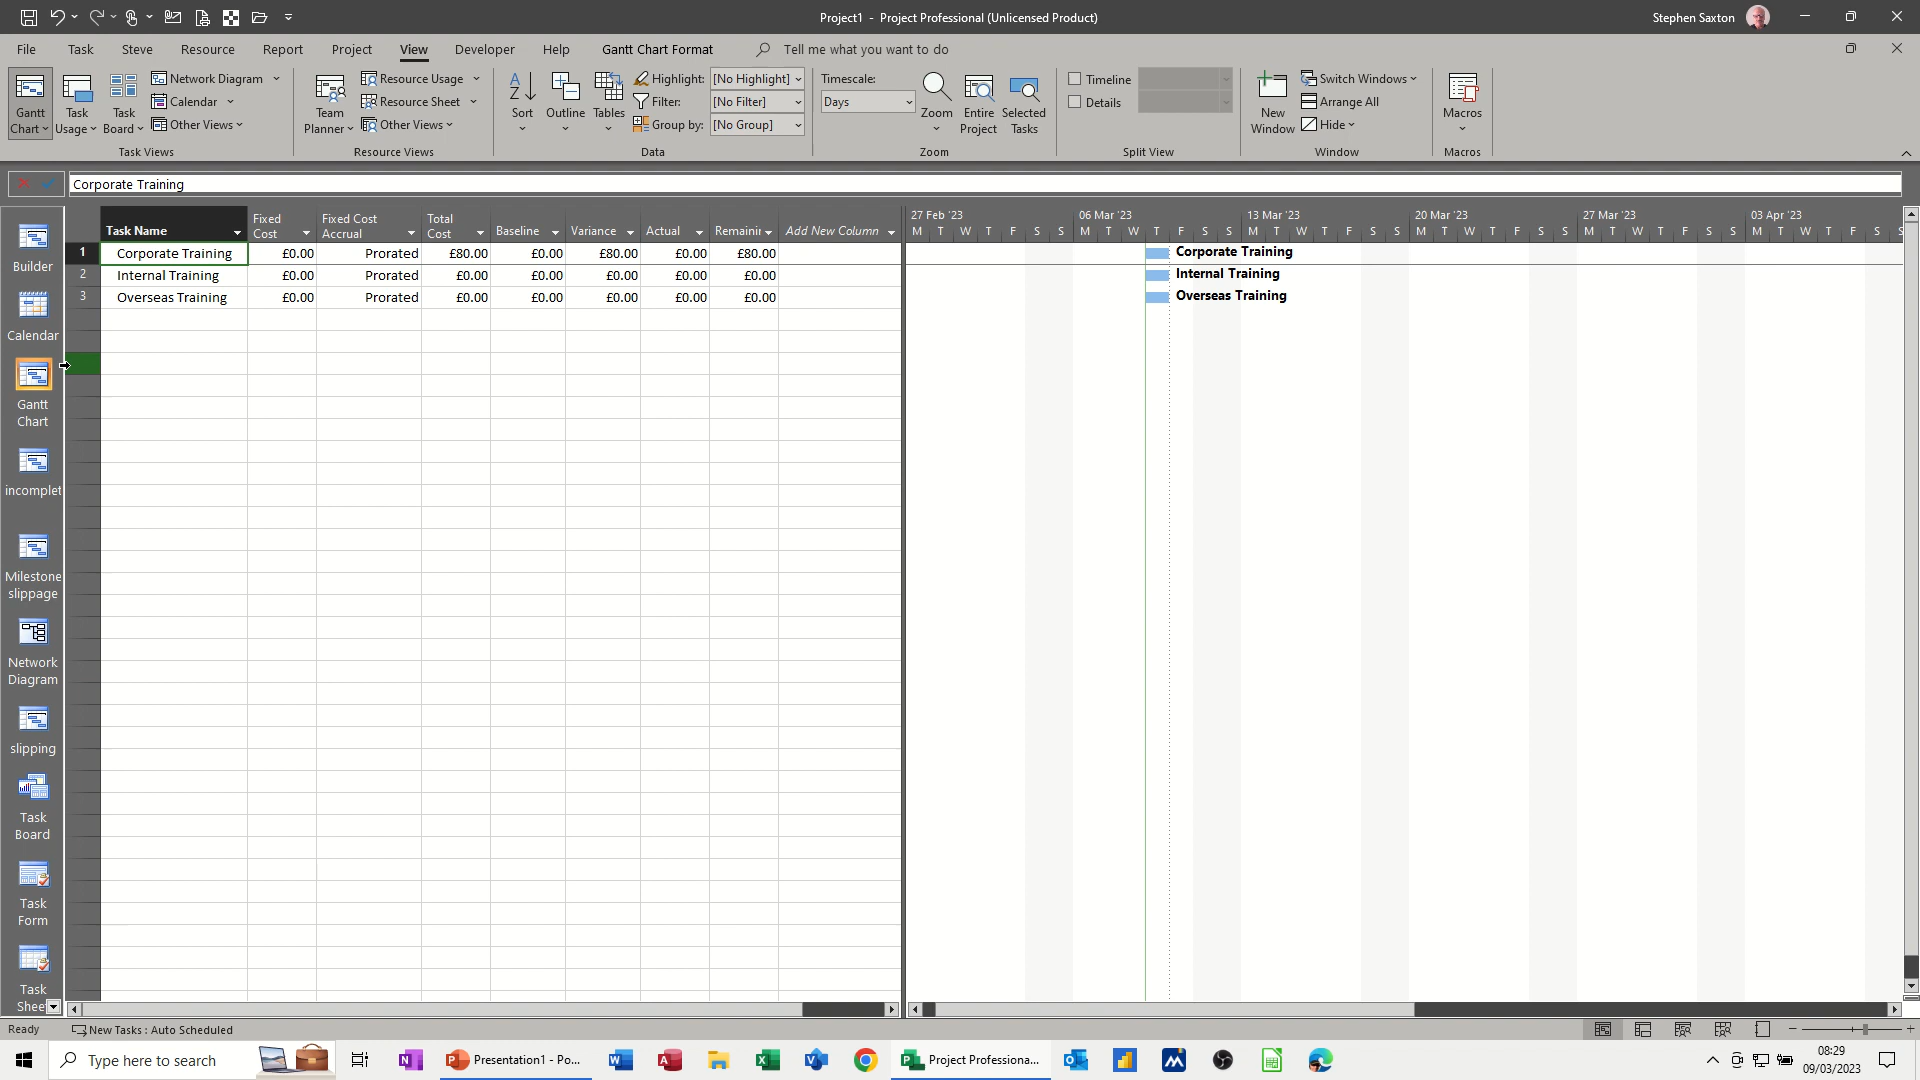 Project1 - Project Professional (Unlicensed Product)
Stephen Saxton
File Task Steve Resource Report Project View Developer Help Gantt Chart Format Tell me what you want to do
Gantt Chart
Task Usage
Task Board
Network Diagram
Calendar
Other Views
Task Views
Team Planner
Resource Usage
Resource Sheet
Other Views
Resource Views
Sort
Outline
Tables
Highlight: [No Highlight]
Filter: [No Filter]
Group by: [No Group]
Data
Timescale:
Days
Zoom
Entire Project
Selected Tasks
Zoom
Timeline
Details
Split View
New Window
Switch Windows
Arrange All
Hide
Window
Macros
Macros
Corporate Training
Task Name Fixed Cost Fixed Cost Accrual Total Cost Baseline Variance Actual Remainin Add New Column
1 Corporate Training £0.00 Prorated £80.00 £0.00 £80.00 £0.00 £80.00
2 Internal Training £0.00 Prorated £0.00 £0.00 £0.00 £0.00 £0.00
3 Overseas Training £0.00 Prorated £0.00 £0.00 £0.00 £0.00 £0.00
27 Feb '23 06 Mar '23 13 Mar '23 20 Mar '23 27 Mar '23 03 Apr '23
M T W T F S S M T W T F S S M T W T F S S M T W T F S S M T W T F S S M T W T F S S
Corporate Training
Internal Training
Overseas Training
Builder
Calendar
Gantt
Chart
incomplet
Milestone
slippage
Network
Diagram
slipping
Task
Board
Task
Form
Task
Sheet
Ready New Tasks : Auto Scheduled
Type here to search
Presentation1 - Po...
Project Professiona...
08:29
09/03/2023